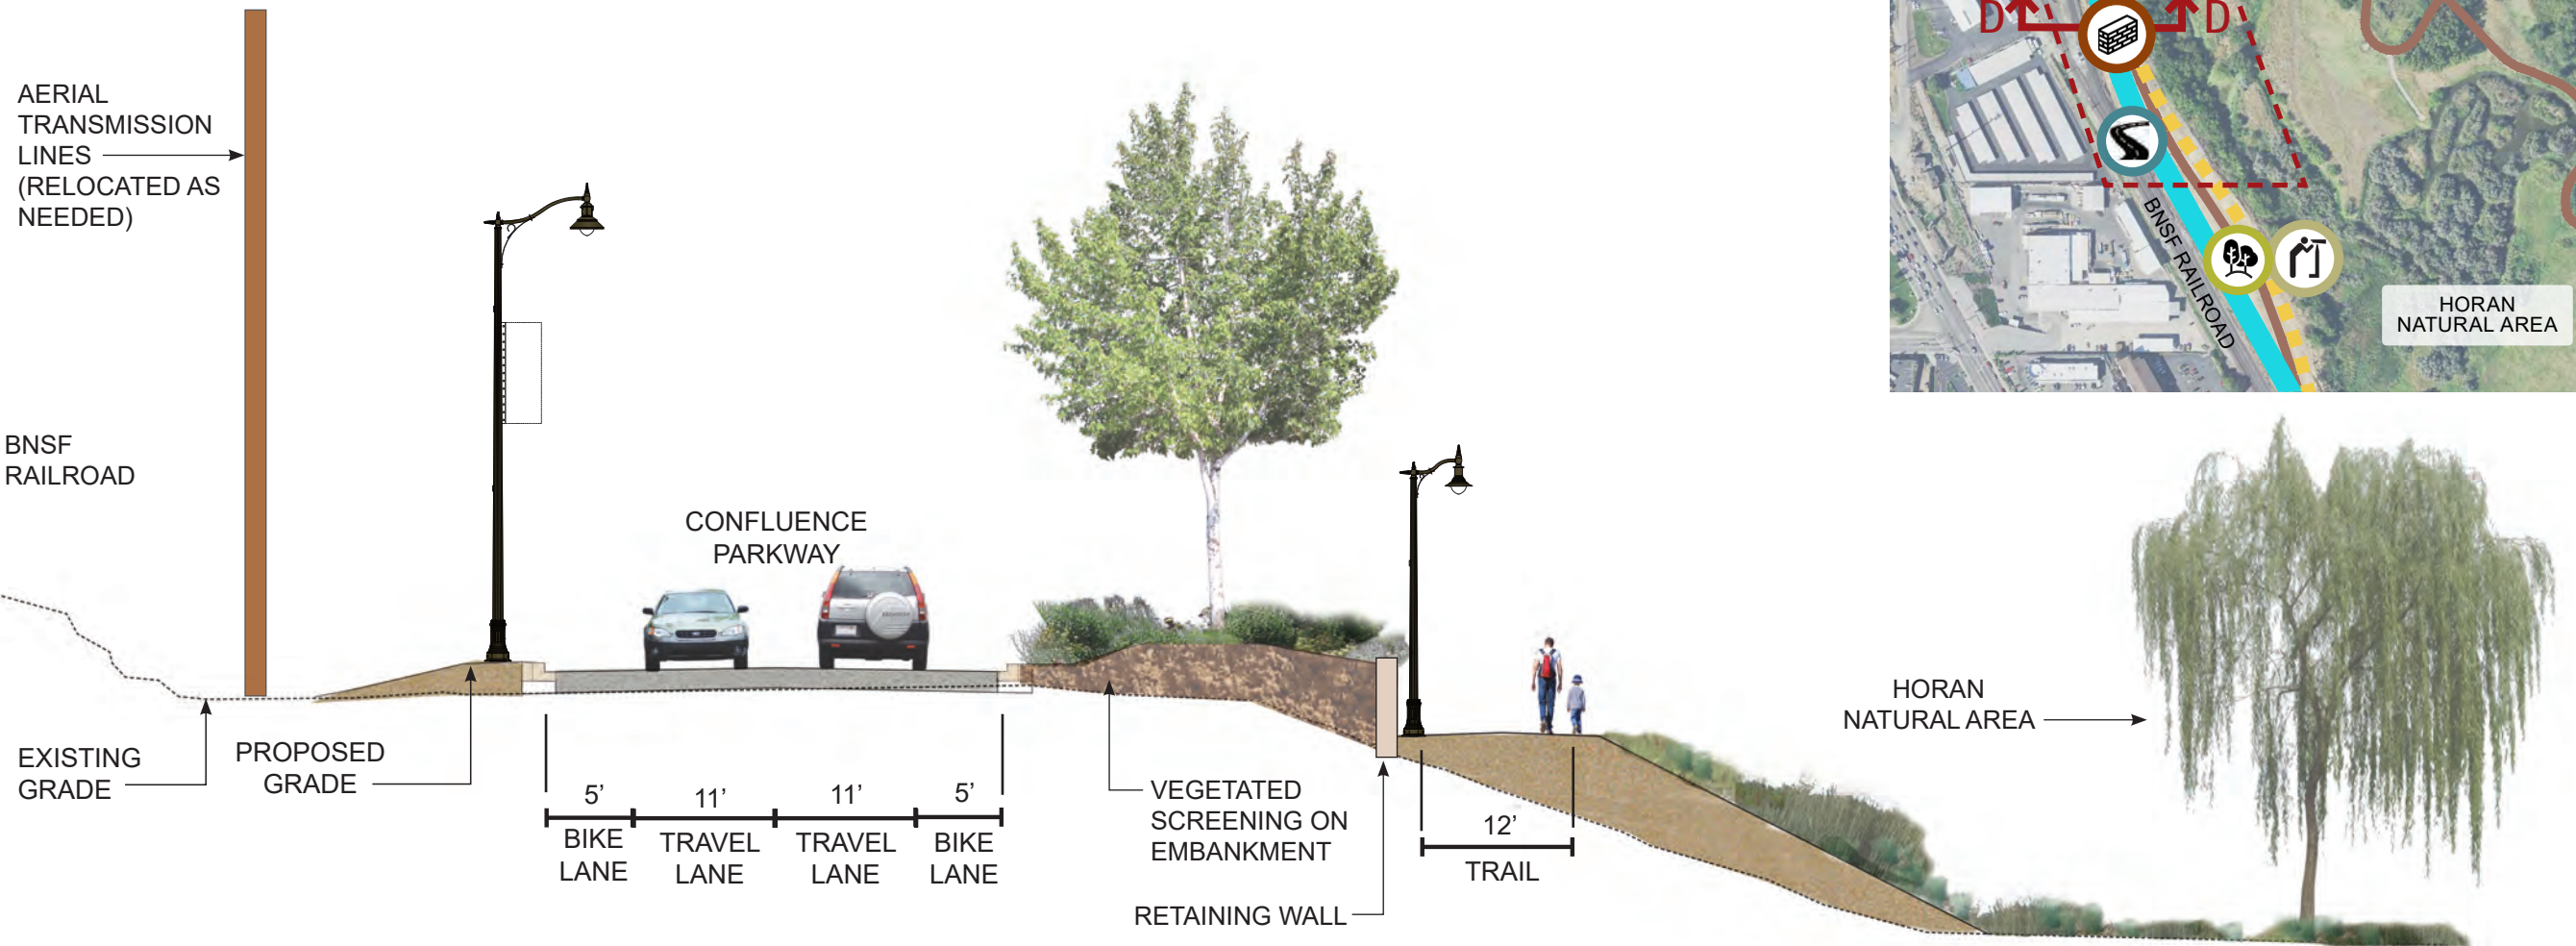 AERIAL
TRANSMISSION
LINES
(RELOCATED AS
NEEDED)
BNSF
RAILROAD
EXISTING
GRADE
PROPOSED
GRADE
CONFLUENCE
PARKWAY
5’
BIKE
LANE
11’
TRAVEL
LANE
11’
TRAVEL
LANE
5’
BIKE
LANE
VEGETATED
SCREENING ON
EMBANKMENT
RETAINING WALL
12’
TRAIL
HORAN
NATURAL AREA
D
D
BNSF RAILROAD
HORAN
NATURAL AREA